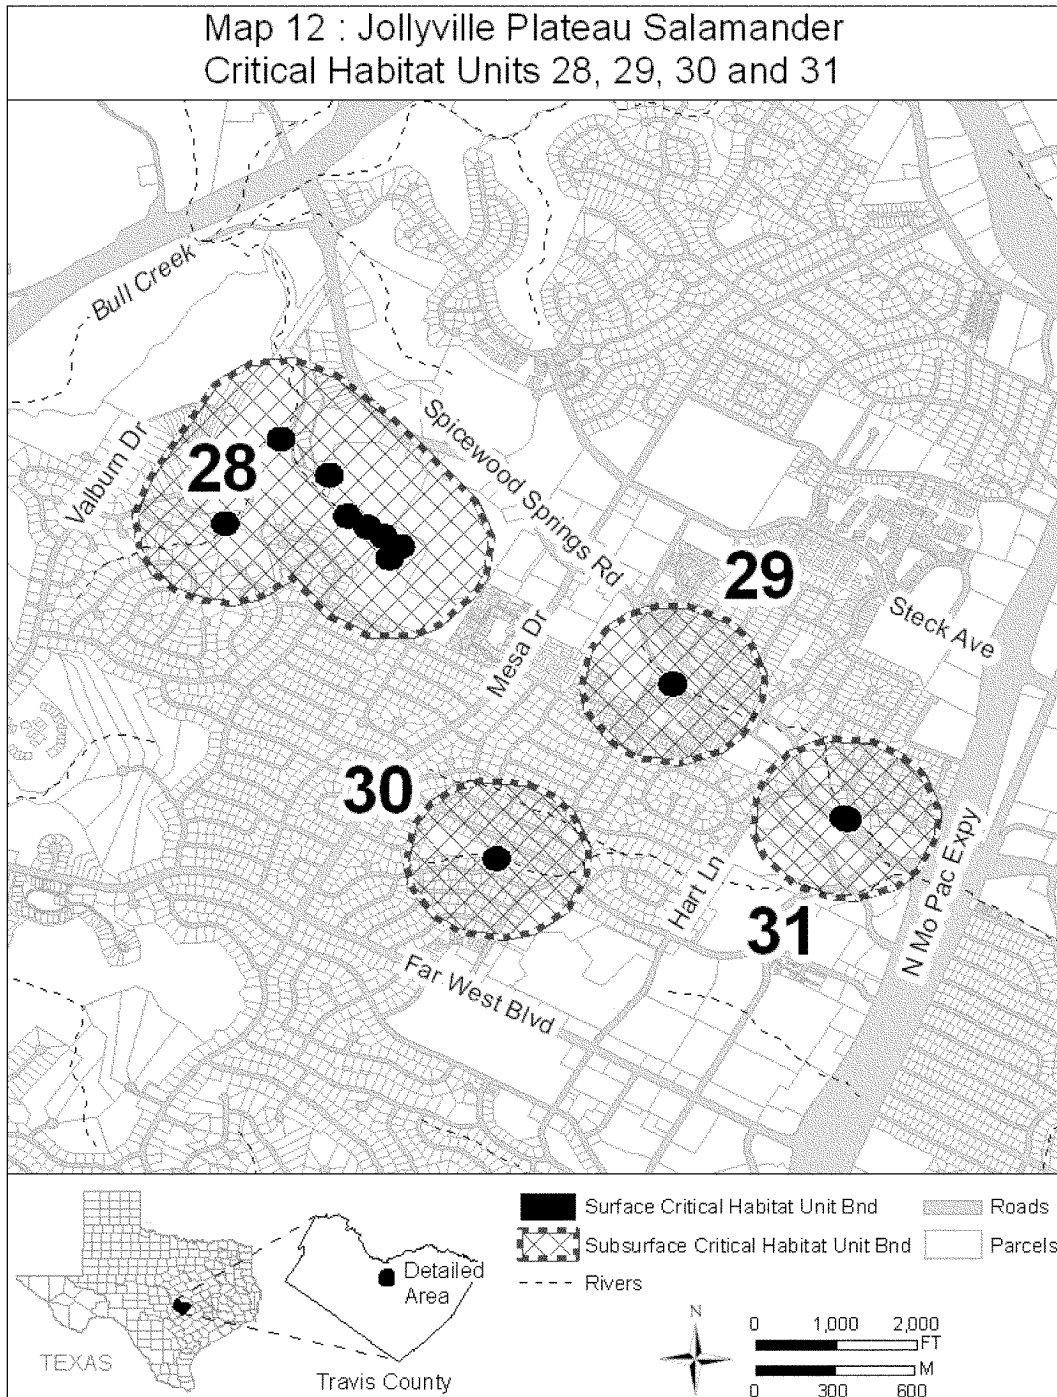 Map 12 : Jollyville Plateau Salamander
Critical Habitat Units 28, 29, 30 and 31
Bull Creek
Valburn Dr
28
Spicewood Springs Rd
29
Steck Ave
Mesa Dr
30
Hart Ln
31
N Mo Pac Expy
Far West Blvd
TEXAS
Travis County
Detailed
Area
Surface Critical Habitat Unit Bnd
Subsurface Critical Habitat Unit Bnd
Rivers
Roads
Parcels
N
0 1,000 2,000
FT
M
0 300 600